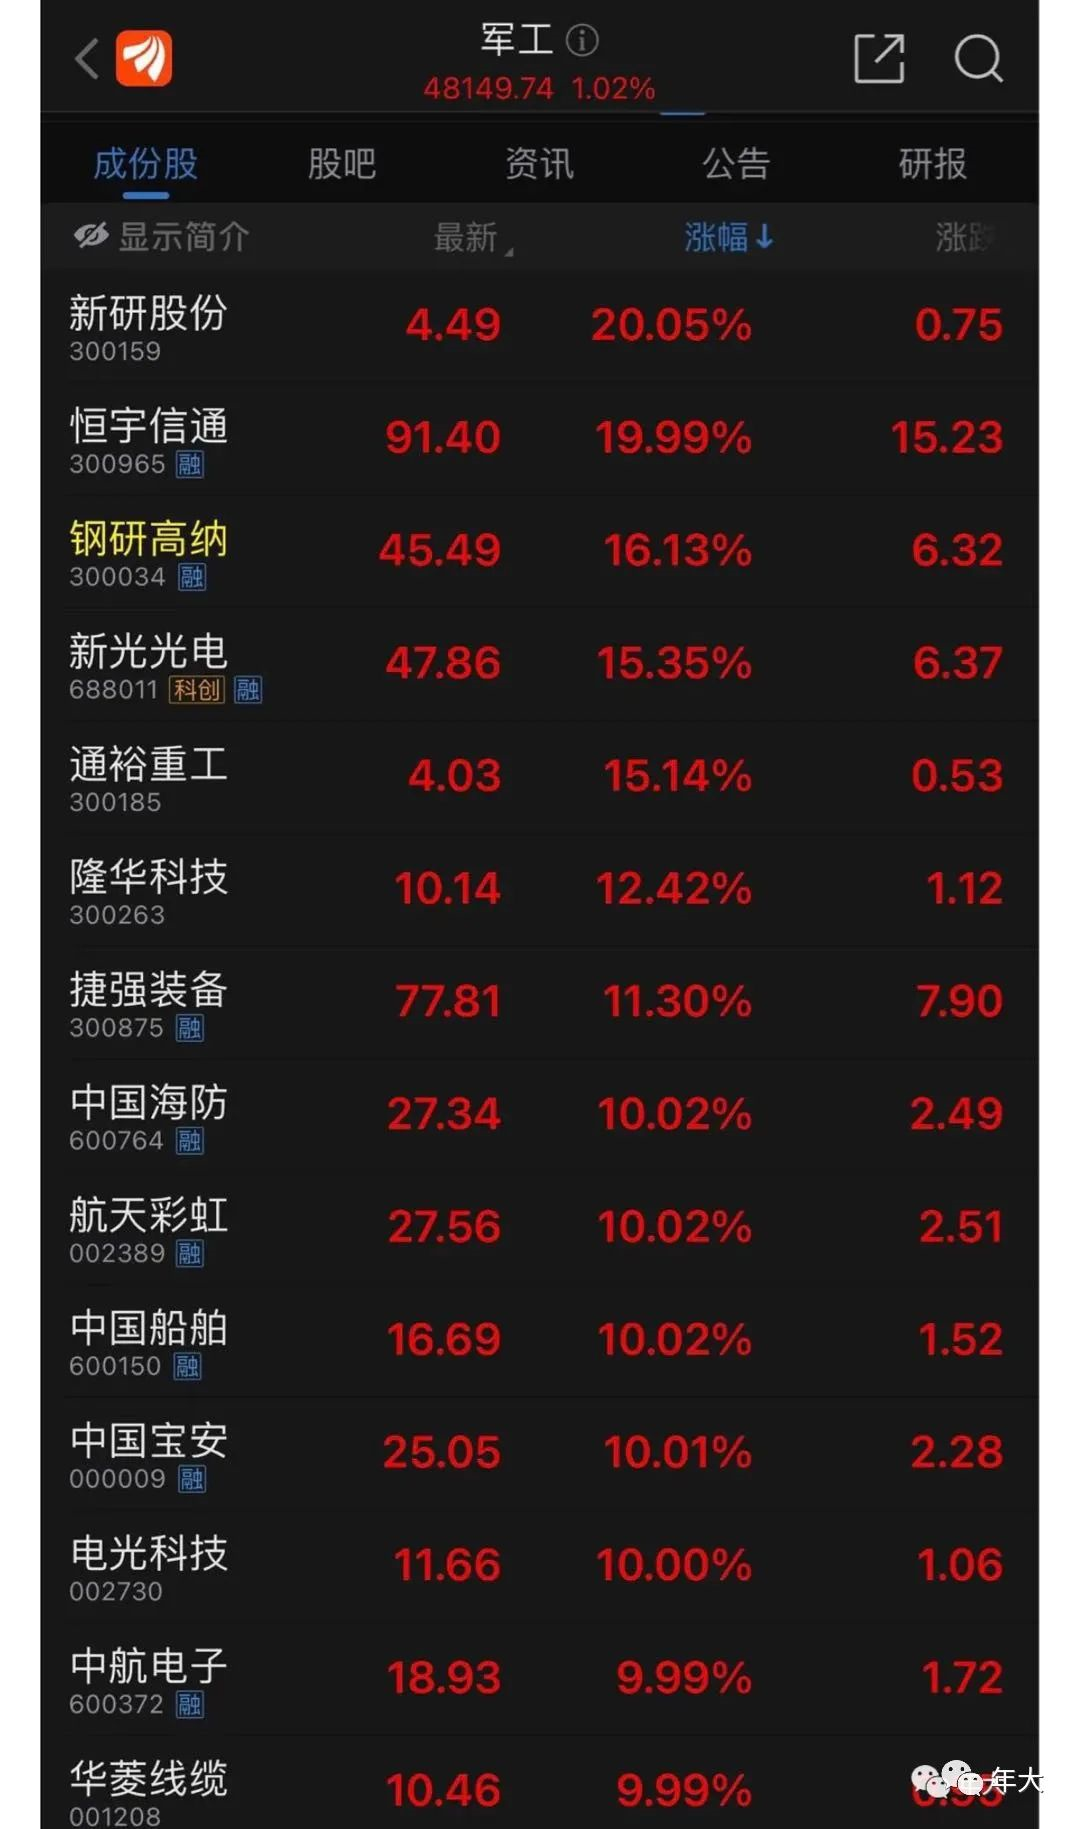 军工
48149.74 1.02%
成份股 股吧 资讯 公告 研报
显示简介 最新 涨幅↓ 涨跌
新研股份 4.49 20.05% 0.75
300159
恒宇信通 91.40 19.99% 15.23
300965 融
钢研高纳 45.49 16.13% 6.32
300034 融
新光光电 47.86 15.35% 6.37
688011 科创 融
通裕重工 4.03 15.14% 0.53
300185
隆华科技 10.14 12.42% 1.12
300263
捷强装备 77.81 11.30% 7.90
300875 融
中国海防 27.34 10.02% 2.49
600764 融
航天彩虹 27.56 10.02% 2.51
002389 融
中国船舶 16.69 10.02% 1.52
600150 融
中国宝安 25.05 10.01% 2.28
000009 融
电光科技 11.66 10.00% 1.06
002730
中航电子 18.93 9.99% 1.72
600372 融
华菱线缆 10.46 9.99%
001208
年大